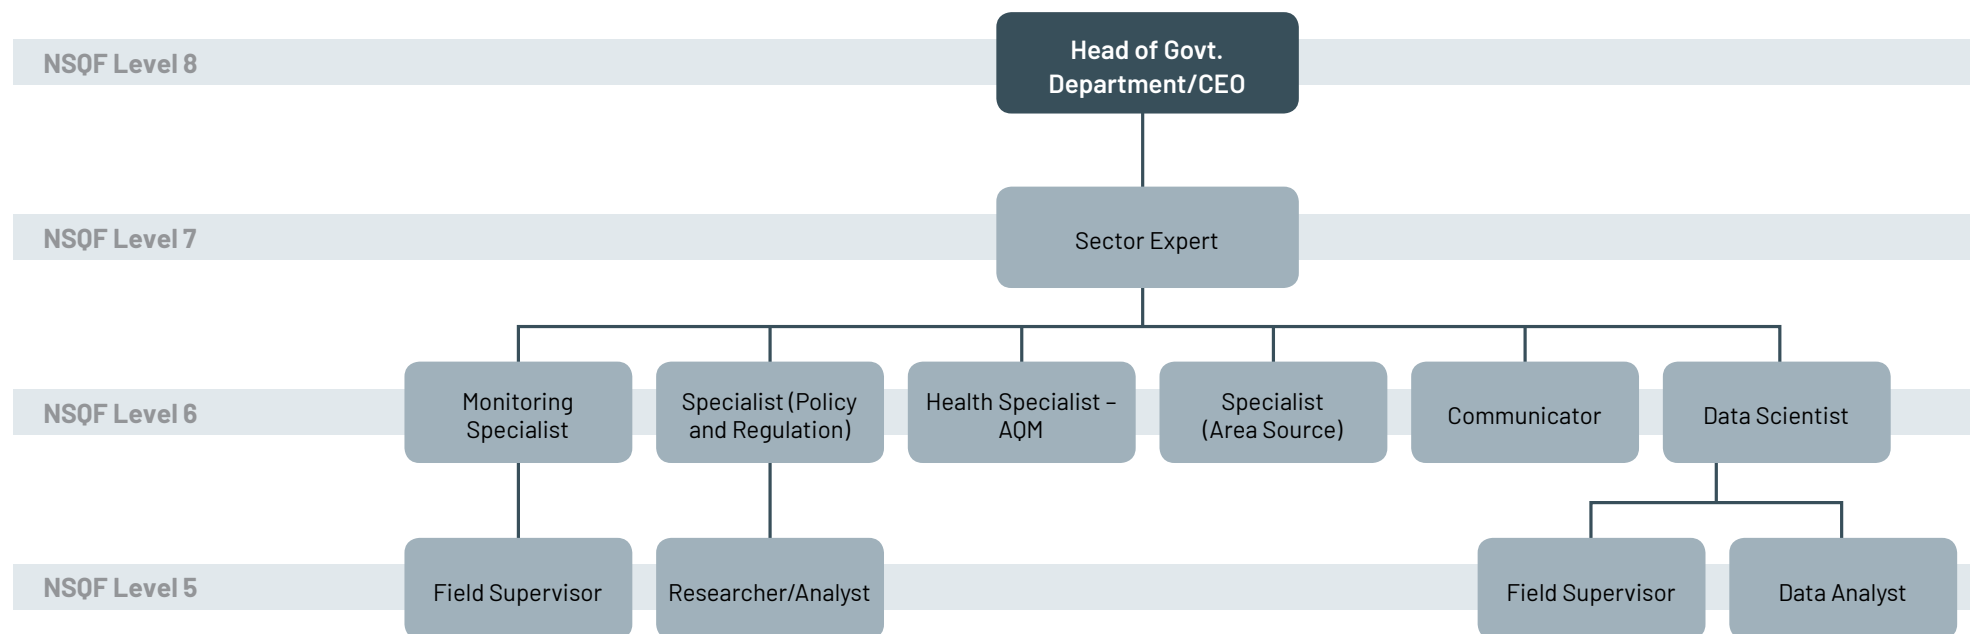 NSQF Level 8
Head of Govt.
Department/CEO
NSQF Level 7
Sector Expert
NSQF Level 6
Monitoring
Specialist
Specialist (Policy
and Regulation)
Health Specialist –
AQM
Specialist
(Area Source)
Communicator
Data Scientist
NSQF Level 5
Field Supervisor
Researcher/Analyst
Field Supervisor
Data Analyst